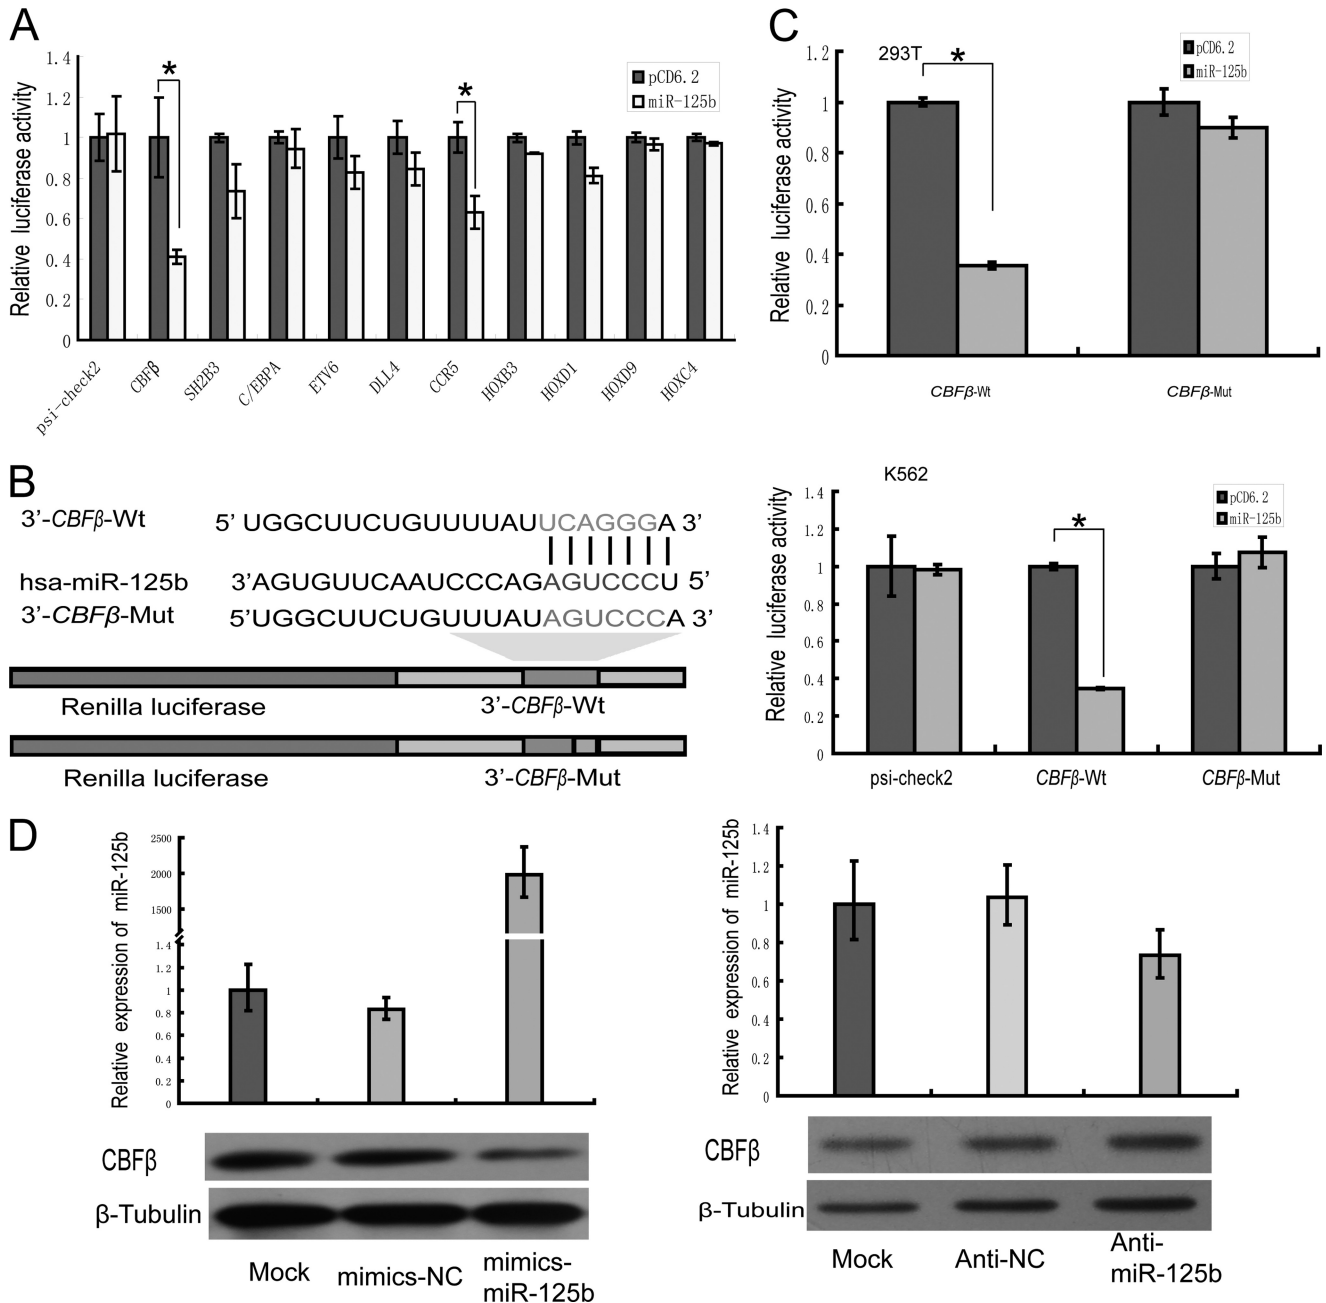 A
Relative luciferase activity
1.4
1.2
1
0.8
0.6
0.4
0.2
0
*
*
pCD6.2
miR-125b
psi-check2
CBFβ
SH2B3
C/EBPA
ETV6
DLL4
CCR5
HOXB3
HOXD1
HOXD9
HOXC4
B
3’-CBFβ-Wt
5’ UGGCUUCUGUUUUAUUCAGGGA 3’
hsa-miR-125b
3’AGUGUUCAAUCCCAGAGUCCCU 5’
3’-CBFβ-Mut
5’UGGCUUCUGUUUAUAGUCCCA 3’
Renilla luciferase
3’-CBFβ-Wt
Renilla luciferase
3’-CBFβ-Mut
C
Relative luciferase activity
1.2
1
0.8
0.6
0.4
0.2
0
293T
*
pCD6.2
miR-125b
CBFβ-Wt
CBFβ-Mut
K562
Relative luciferase activity
1.4
1.2
1
0.8
0.6
0.4
0.2
0
*
pCD6.2
miR-125b
psi-check2
CBFβ-Wt
CBFβ-Mut
D
Relative expression of miR-125b
2500
2000
1500
1.4
1.2
1
0.8
0.6
0.4
0.2
0
CBFβ
β-Tubulin
Mock
mimics-NC
mimics-
miR-125b
Relative expression of miR-125b
1.4
1.2
1
0.8
0.6
0.4
0.2
0
CBFβ
β-Tubulin
Mock
Anti-NC
Anti-
miR-125b